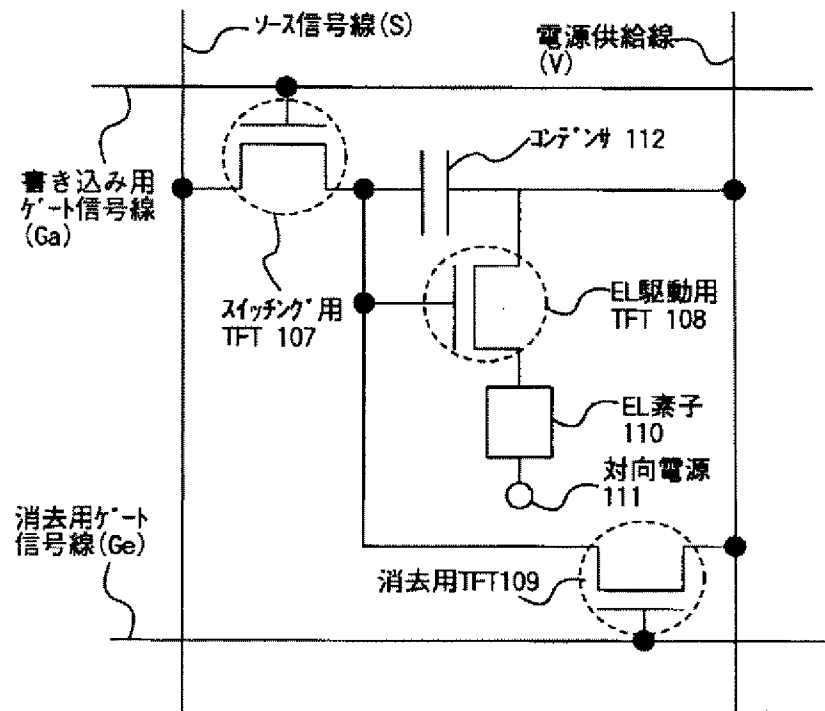 ソース信号線(S)
電源供給線
(V)
コンデンサ 112
書き込み用
ゲート信号線
(Ga)
スイッチング用
TFT 107
EL駆動用
TFT 108
EL素子
110
対向電源
111
消去用ゲート
信号線(Ge)
消去用TFT109